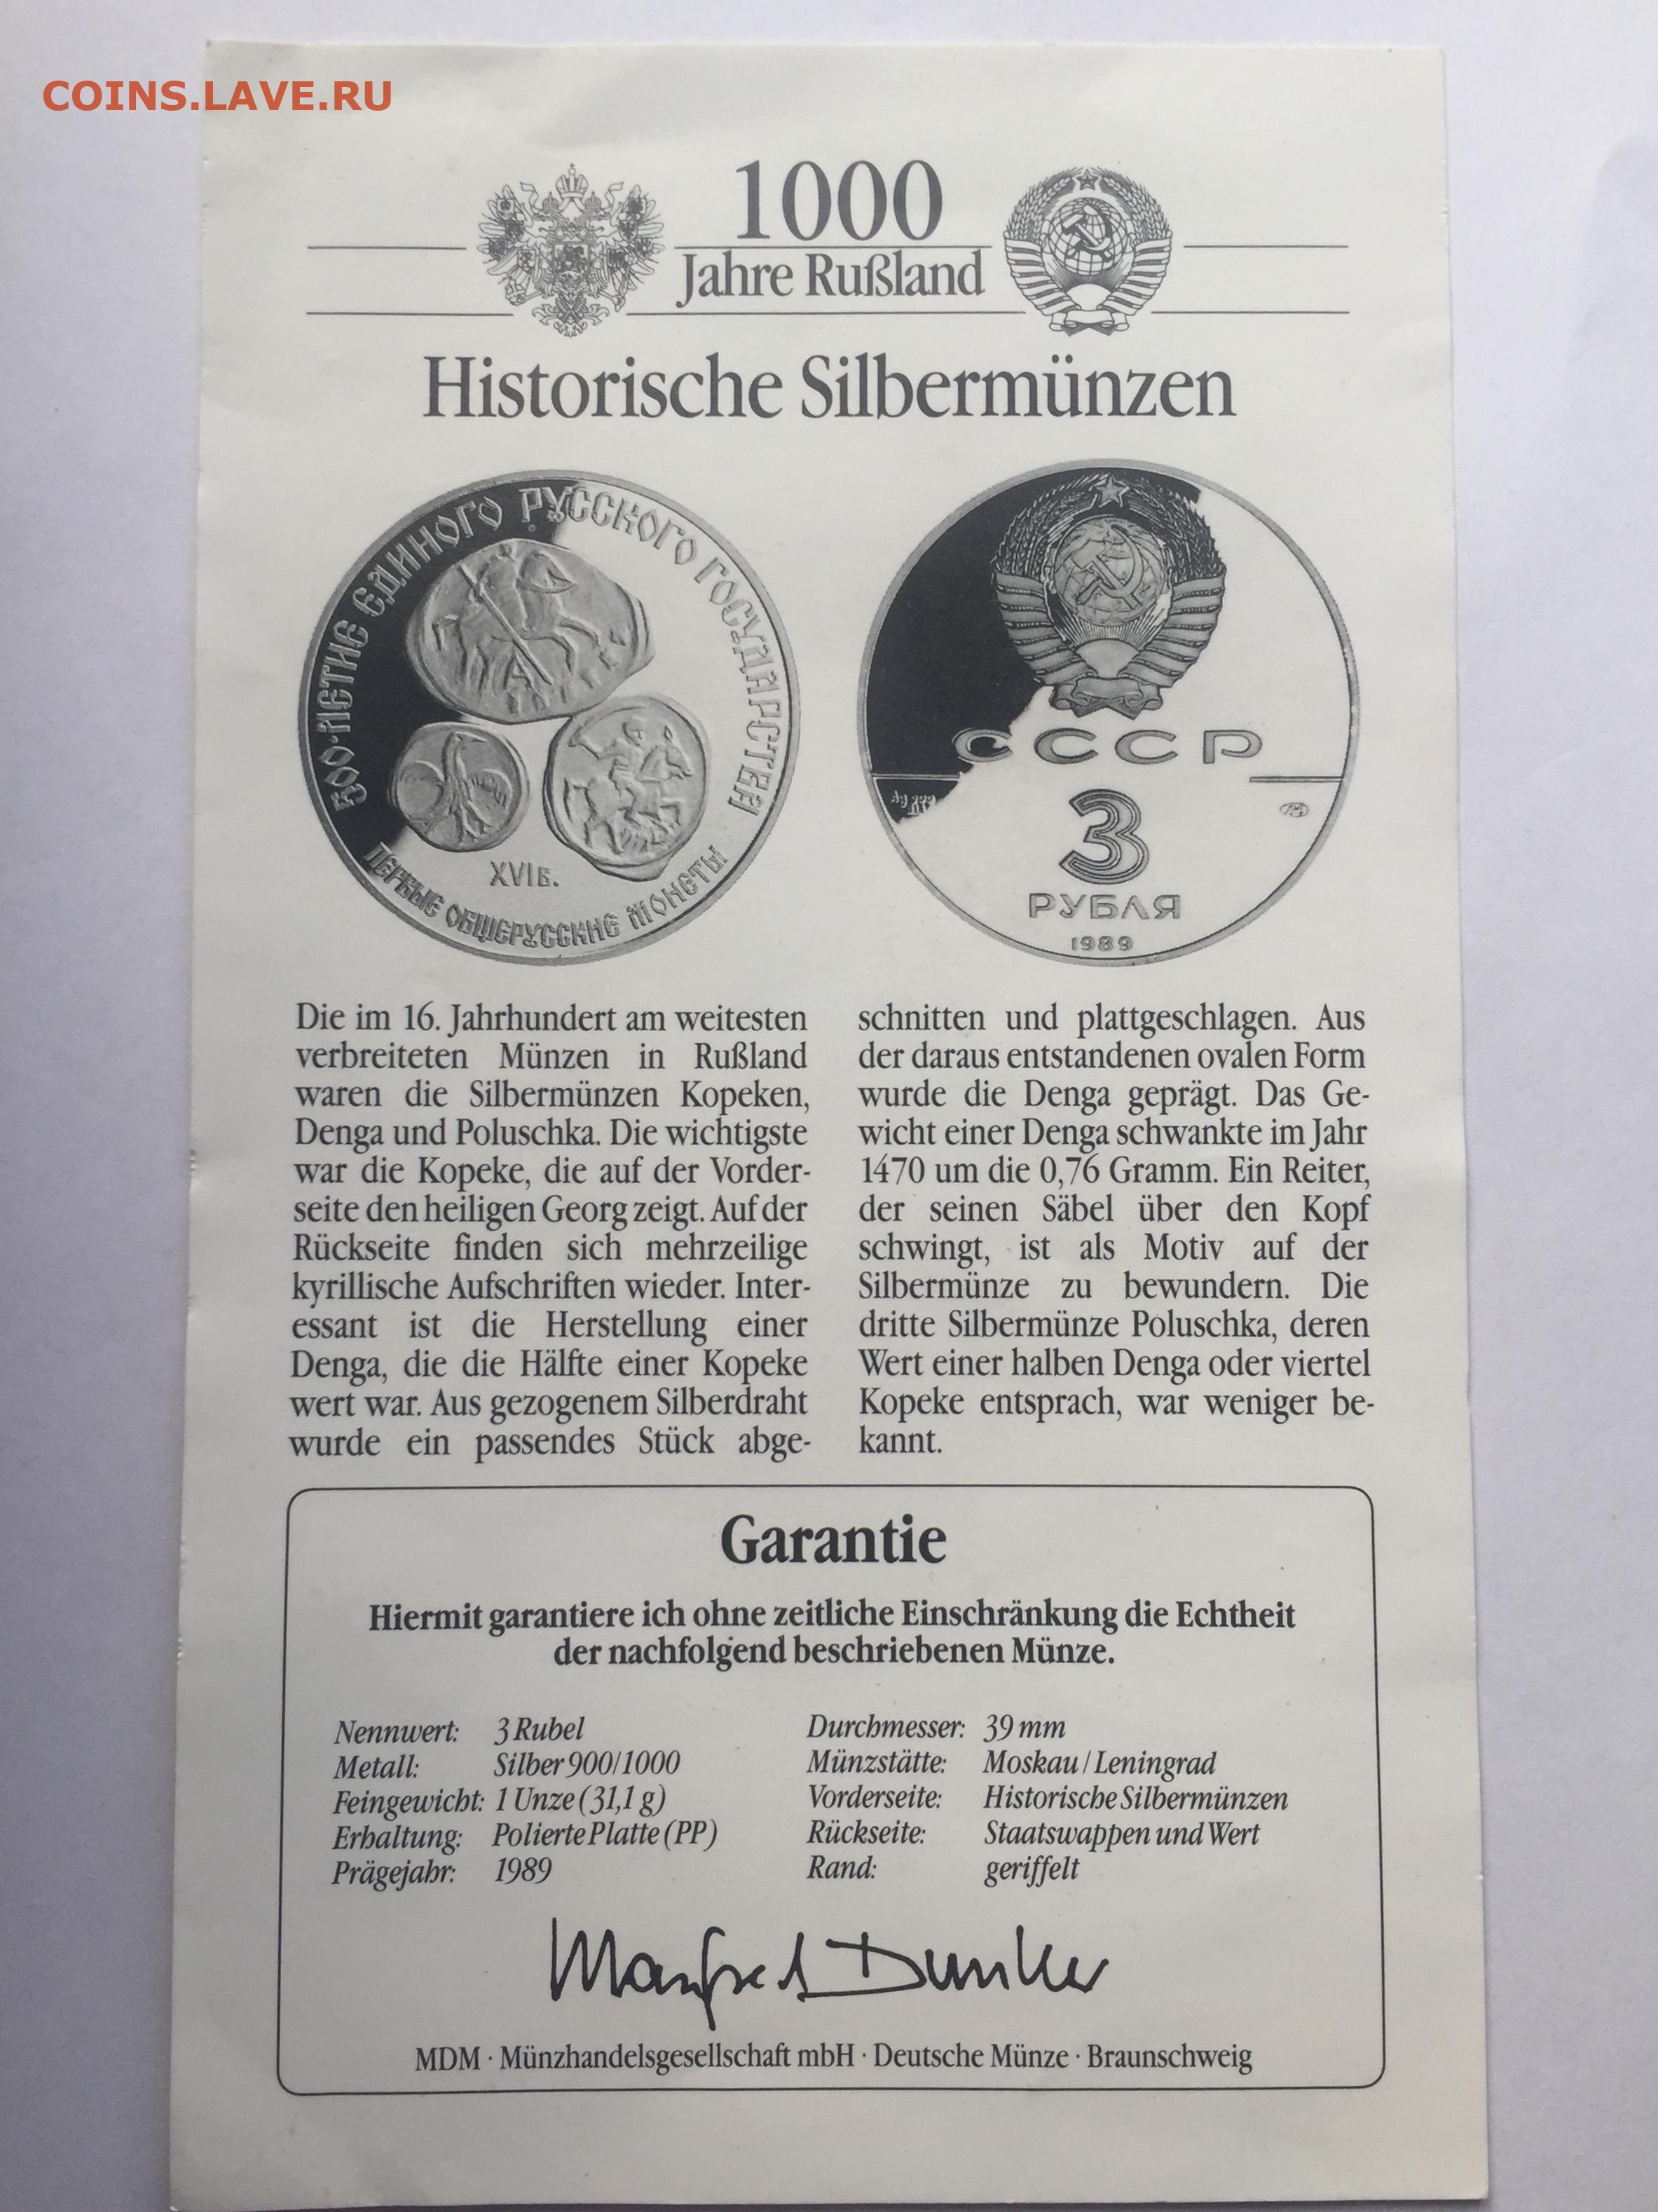 COINS.LAVE.RU
1000
Jahre Rußland
Historische Silbermünzen
500-ЛЕТИЕ ЕДИНОГО РУССКОГО ГОСУДАРСТВА
XVI в.
ПЕРВЫЕ ОБЩЕРУССКИЕ МОНЕТЫ
СССР
Ag 900
3
РУБЛЯ
1989
Die im 16. Jahrhundert am weitesten
verbreiteten Münzen in Rußland
waren die Silbermünzen Kopeken,
Denga und Poluschka. Die wichtigste
war die Kopeke, die auf der Vorder-
seite den heiligen Georg zeigt. Auf der
Rückseite finden sich mehrzeilige
kyrillische Aufschriften wieder. Inter-
essant ist die Herstellung einer
Denga, die die Hälfte einer Kopeke
wert war. Aus gezogenem Silberdraht
wurde ein passendes Stück abge-
schnitten und plattgeschlagen. Aus
der daraus entstandenen ovalen Form
wurde die Denga geprägt. Das Ge-
wicht einer Denga schwankte im Jahr
1470 um die 0,76 Gramm. Ein Reiter,
der seinen Säbel über den Kopf
schwingt, ist als Motiv auf der
Silbermünze zu bewundern. Die
dritte Silbermünze Poluschka, deren
Wert einer halben Denga oder viertel
Kopeke entsprach, war weniger be-
kannt.
Garantie
Hiermit garantiere ich ohne zeitliche Einschränkung die Echtheit
der nachfolgend beschriebenen Münze.
Nennwert: 3 Rubel
Metall: Silber 900/1000
Feingewicht: 1 Unze (31,1 g)
Erhaltung: Polierte Platte (PP)
Prägejahr: 1989
Durchmesser: 39 mm
Münzstätte: Moskau / Leningrad
Vorderseite: Historische Silbermünzen
Rückseite: Staatswappen und Wert
Rand: geriffelt
Manfred Dunker
MDM · Münzhandelsgesellschaft mbH · Deutsche Münze · Braunschweig